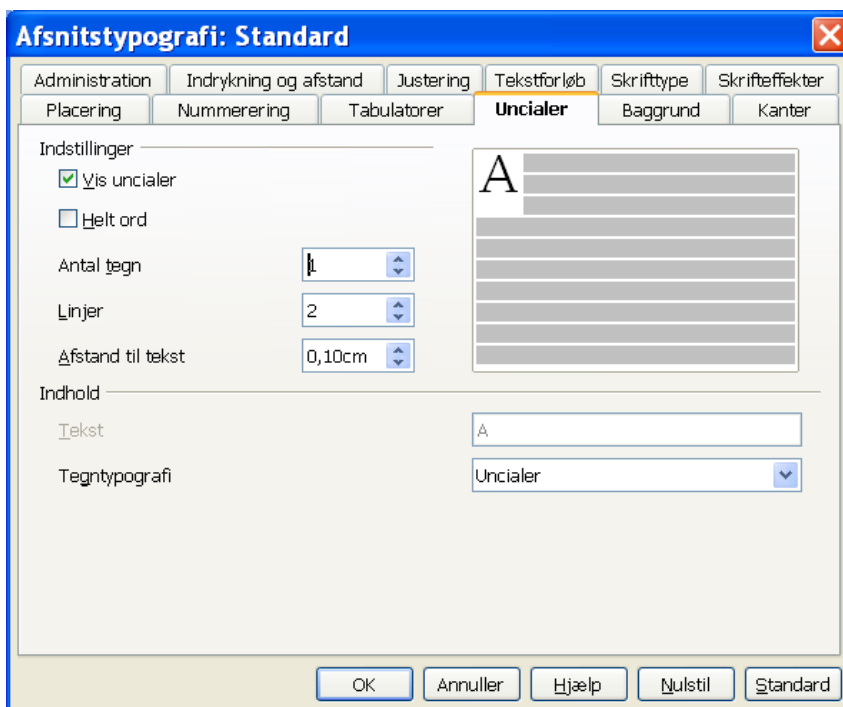 Afsnitstypografi: Standard
Administration Indrykning og afstand Justering Tekstforløb Skrifttype Skrifteffekter
Placering Nummerering Tabulatorer Uncialer Baggrund Kanter
Indstillinger
Vis uncialer
Helt ord
Antal tegn 1
Linjer 2
Afstand til tekst 0,10cm
A
Indhold
Tekst A
Tegntypografi Uncialer
OK Annuller Hjælp Nulstil Standard